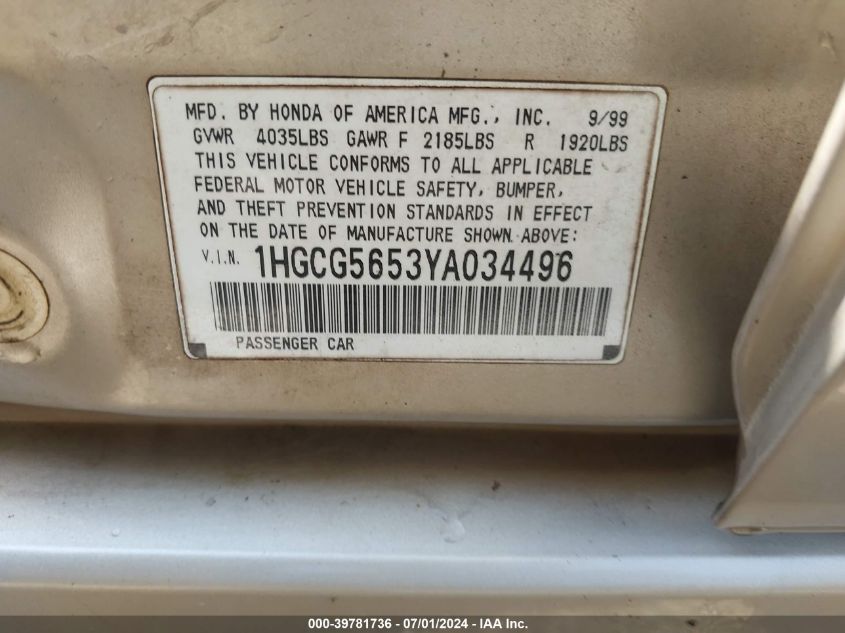 MFD. BY HONDA OF AMERICA MFG., INC. 9/99
GVWR 4035LBS GAWR F 2185LBS R 1920LBS
THIS VEHICLE CONFORMS TO ALL APPLICABLE
FEDERAL MOTOR VEHICLE SAFETY, BUMPER,
AND THEFT PREVENTION STANDARDS IN EFFECT
ON THE DATE OF MANUFACTURE SHOWN ABOVE:
V.I.N. 1HGCG5653YA034496
PASSENGER CAR
000-39781736 - 07/01/2024 - IAA Inc.